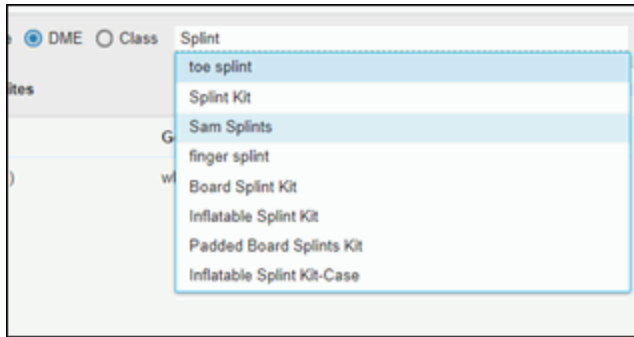 DME Class Splint
toe splint
ites
Splint Kit
Sam Splints
G
finger splint
)
wl
Board Splint Kit
Inflatable Splint Kit
Padded Board Splints Kit
Inflatable Splint Kit-Case